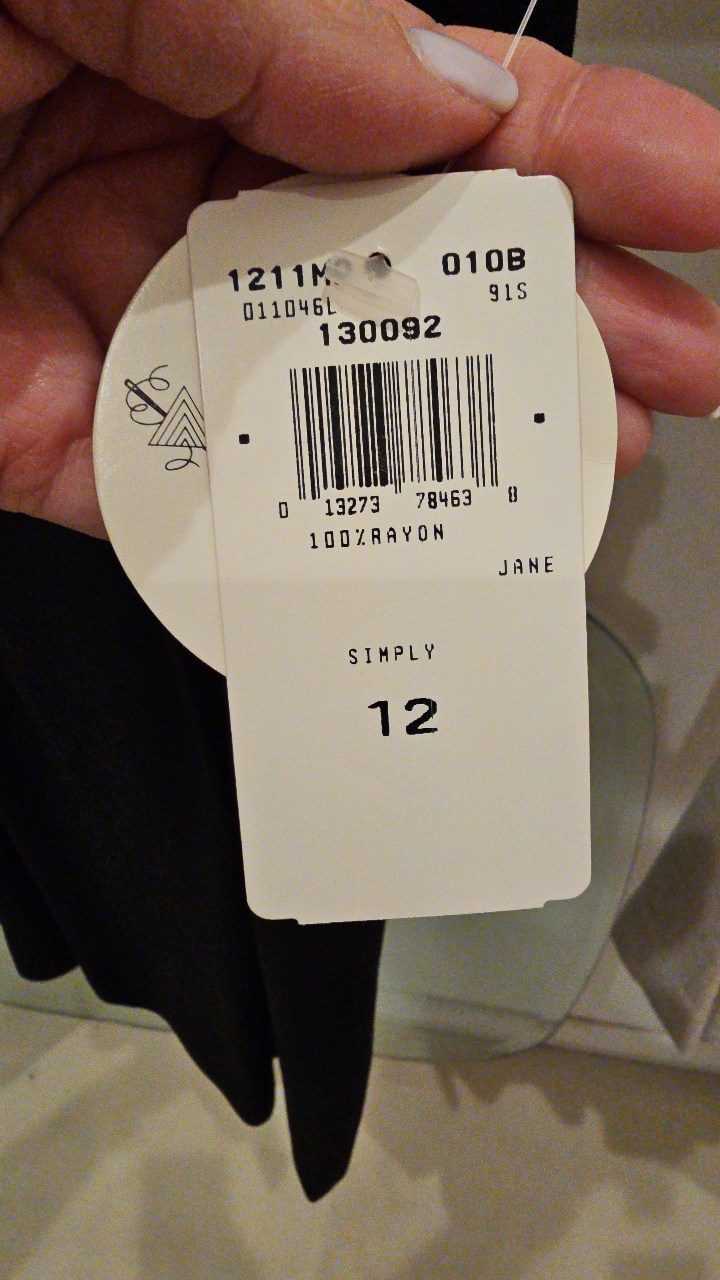 1211M 010B
011046L 91S
130092
0 13273 78463 8
100%RAYON
JANE
SIMPLY
12